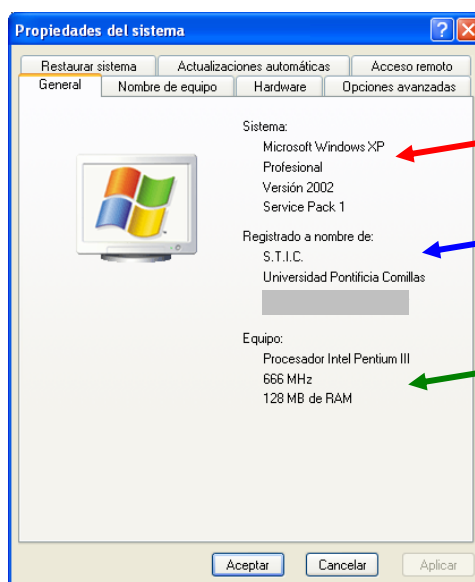 Propiedades del sistema
Restaurar sistema Actualizaciones automáticas Acceso remoto
General Nombre de equipo Hardware Opciones avanzadas
Sistema:
Microsoft Windows XP
Profesional
Versión 2002
Service Pack 1
Registrado a nombre de:
S.T.I.C.
Universidad Pontificia Comillas
Equipo:
Procesador Intel Pentium III
666 MHz
128 MB de RAM
Aceptar Cancelar Aplicar